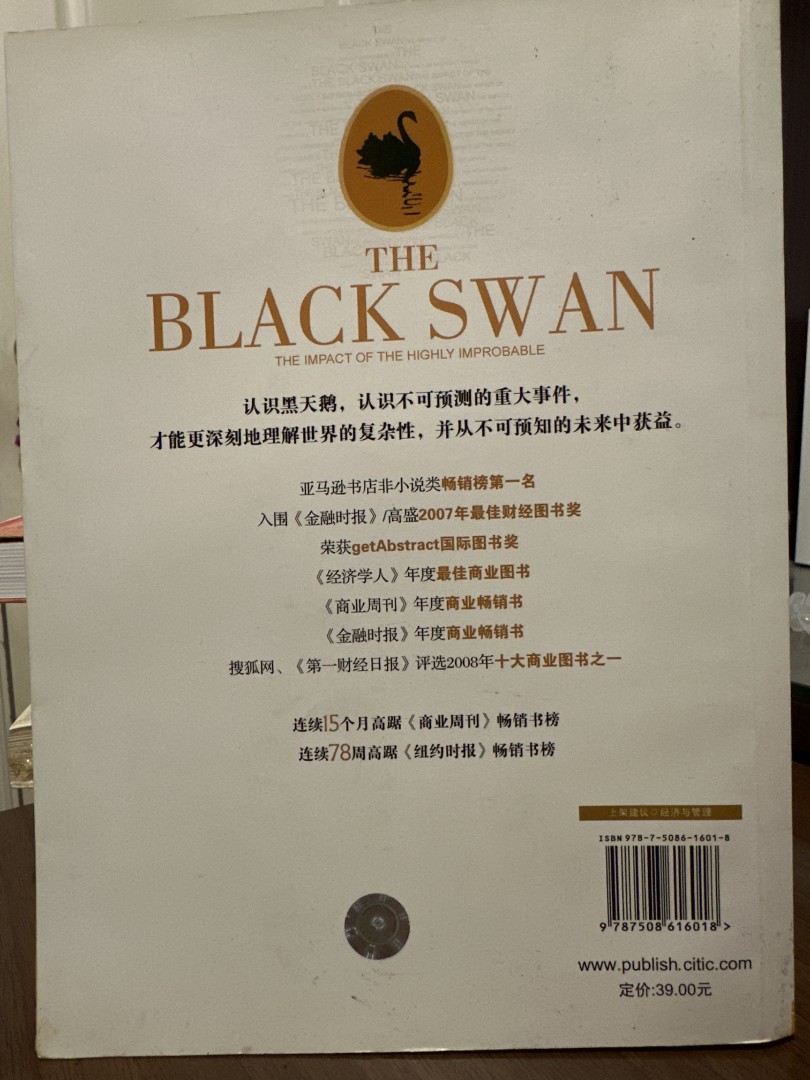 THE
BLACK SWAN
THE IMPACT OF THE HIGHLY IMPROBABLE
认识黑天鹅，认识不可预测的重大事件，
才能更深刻地理解世界的复杂性，并从不可预知的未来中获益。
亚马逊书店非小说类畅销榜第一名
入围《金融时报》/高盛2007年最佳财经图书奖
荣获getAbstract国际图书奖
《经济学人》年度最佳商业图书
《商业周刊》年度商业畅销书
《金融时报》年度商业畅销书
搜狐网、《第一财经日报》评选2008年十大商业图书之一
连续15个月高踞《商业周刊》畅销书榜
连续78周高踞《纽约时报》畅销书榜
上架建议◎经济与管理
ISBN 978-7-5086-1601-8
9 787508 616018 >
www.publish.citic.com
定价:39.00元